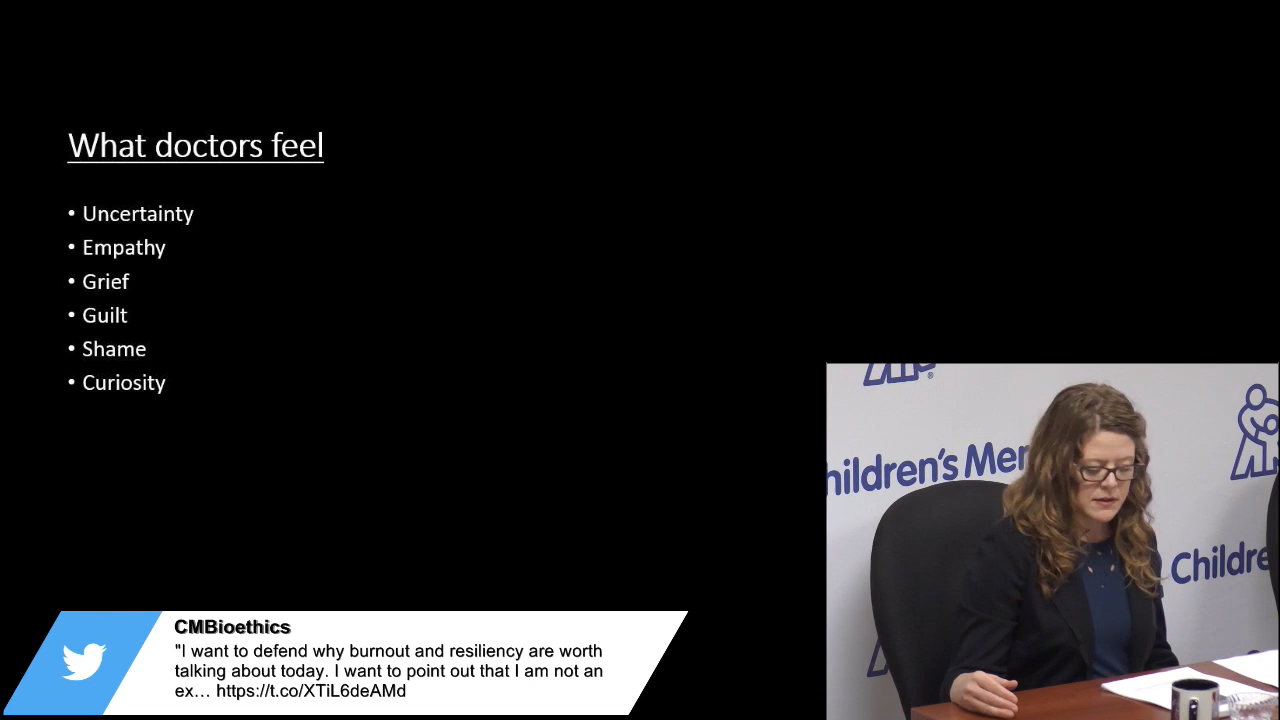 What doctors feel
• Uncertainty
• Empathy
• Grief
• Guilt
• Shame
• Curiosity
hildren's Mer
Childre
CMBioethics
"I want to defend why burnout and resiliency are worth
talking about today. I want to point out that I am not an
ex... https://t.co/XTiL6deAMd